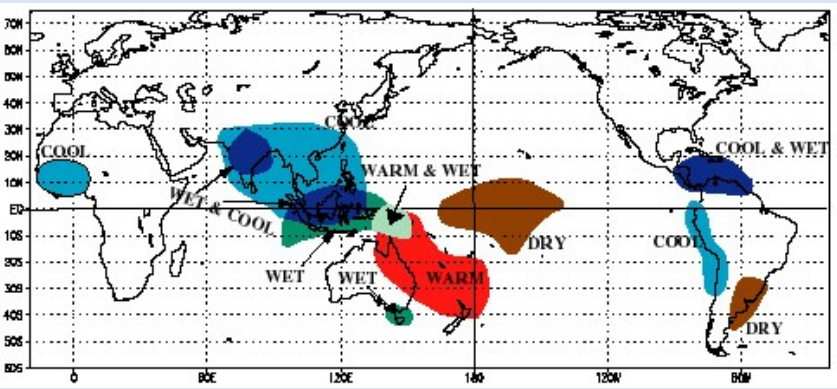 70N
60N
50N
40N
30N
20N
10N
EQ
10S
20S
30S
40S
50S
60S
COOL
COOL
WARM & WET
COOL & WET
WET & COOL
COOL
DRY
WET
WET
WARM
DRY
0
60E
120E
180
120W
60W